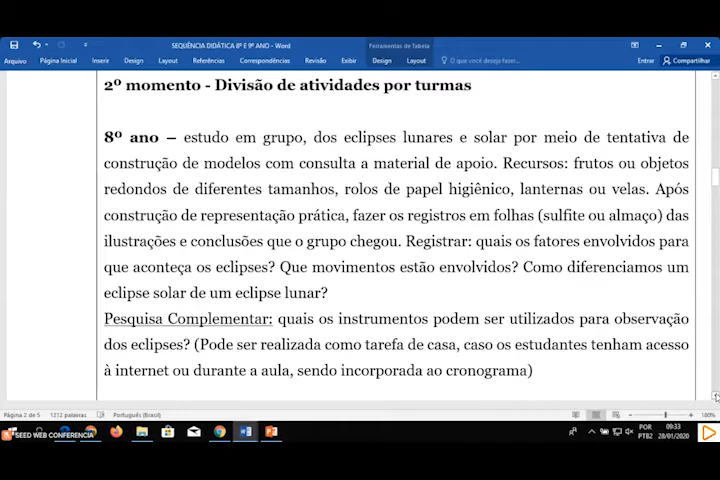 SEQUÊNCIA DIDÁTICA 8º E 9º ANO - Word
Ferramentas de Tabela
Arquivo Página Inicial Inserir Design Layout Referências Correspondências Revisão Exibir Design Layout O que você deseja fazer... Entrar Compartilhar
2º momento - Divisão de atividades por turmas
8º ano – estudo em grupo, dos eclipses lunares e solar por meio de tentativa de
construção de modelos com consulta a material de apoio. Recursos: frutos ou objetos
redondos de diferentes tamanhos, rolos de papel higiênico, lanternas ou velas. Após
construção de representação prática, fazer os registros em folhas (sulfite ou almaço) das
ilustrações e conclusões que o grupo chegou. Registrar: quais os fatores envolvidos para
que aconteça os eclipses? Que movimentos estão envolvidos? Como diferenciamos um
eclipse solar de um eclipse lunar?
Pesquisa Complementar: quais os instrumentos podem ser utilizados para observação
dos eclipses? (Pode ser realizada como tarefa de casa, caso os estudantes tenham acesso
à internet ou durante a aula, sendo incorporada ao cronograma)
Página 2 de 5 1212 palavras Português (Brasil) 180%
SEED WEB CONFERENCIA
POR 09:33
PTB2 28/01/2020